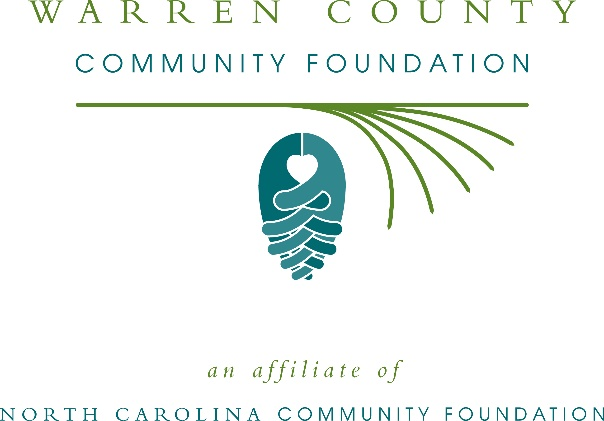 WARREN COUNTY
COMMUNITY FOUNDATION
an affiliate of
NORTH CAROLINA COMMUNITY FOUNDATION